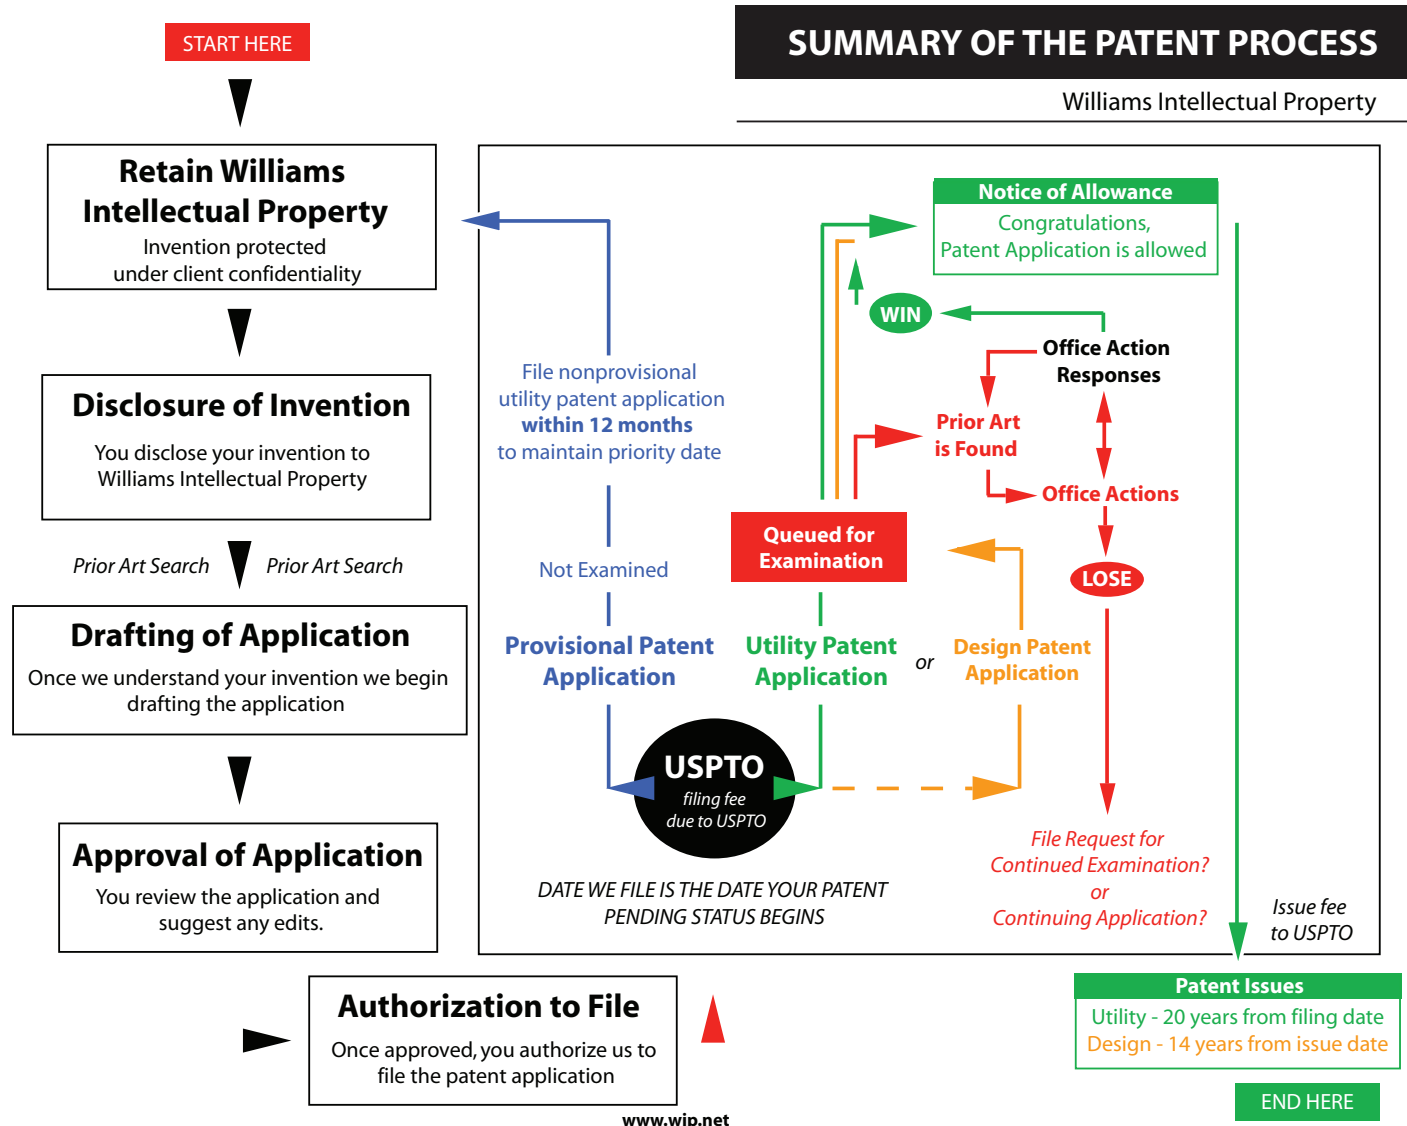 START HERE
SUMMARY OF THE PATENT PROCESS
Williams Intellectual Property
Retain Williams
Intellectual Property
Invention protected
under client confidentiality
Disclosure of Invention
You disclose your invention to
Williams Intellectual Property
Prior Art Search
Prior Art Search
Drafting of Application
Once we understand your invention we begin
drafting the application
Approval of Application
You review the application and
suggest any edits.
Authorization to File
Once approved, you authorize us to
file the patent application
www.wip.net
USPTO
filing fee
due to USPTO
DATE WE FILE IS THE DATE YOUR PATENT
PENDING STATUS BEGINS
Provisional Patent
Application
Not Examined
File nonprovisional
utility patent application
within 12 months
to maintain priority date
Utility Patent
Application
or
Design Patent
Application
Queued for
Examination
Prior Art
is Found
Office Actions
Office Action
Responses
WIN
LOSE
File Request for
Continued Examination?
or
Continuing Application?
Notice of Allowance
Congratulations,
Patent Application is allowed
Issue fee
to USPTO
Patent Issues
Utility - 20 years from filing date
Design - 14 years from issue date
END HERE